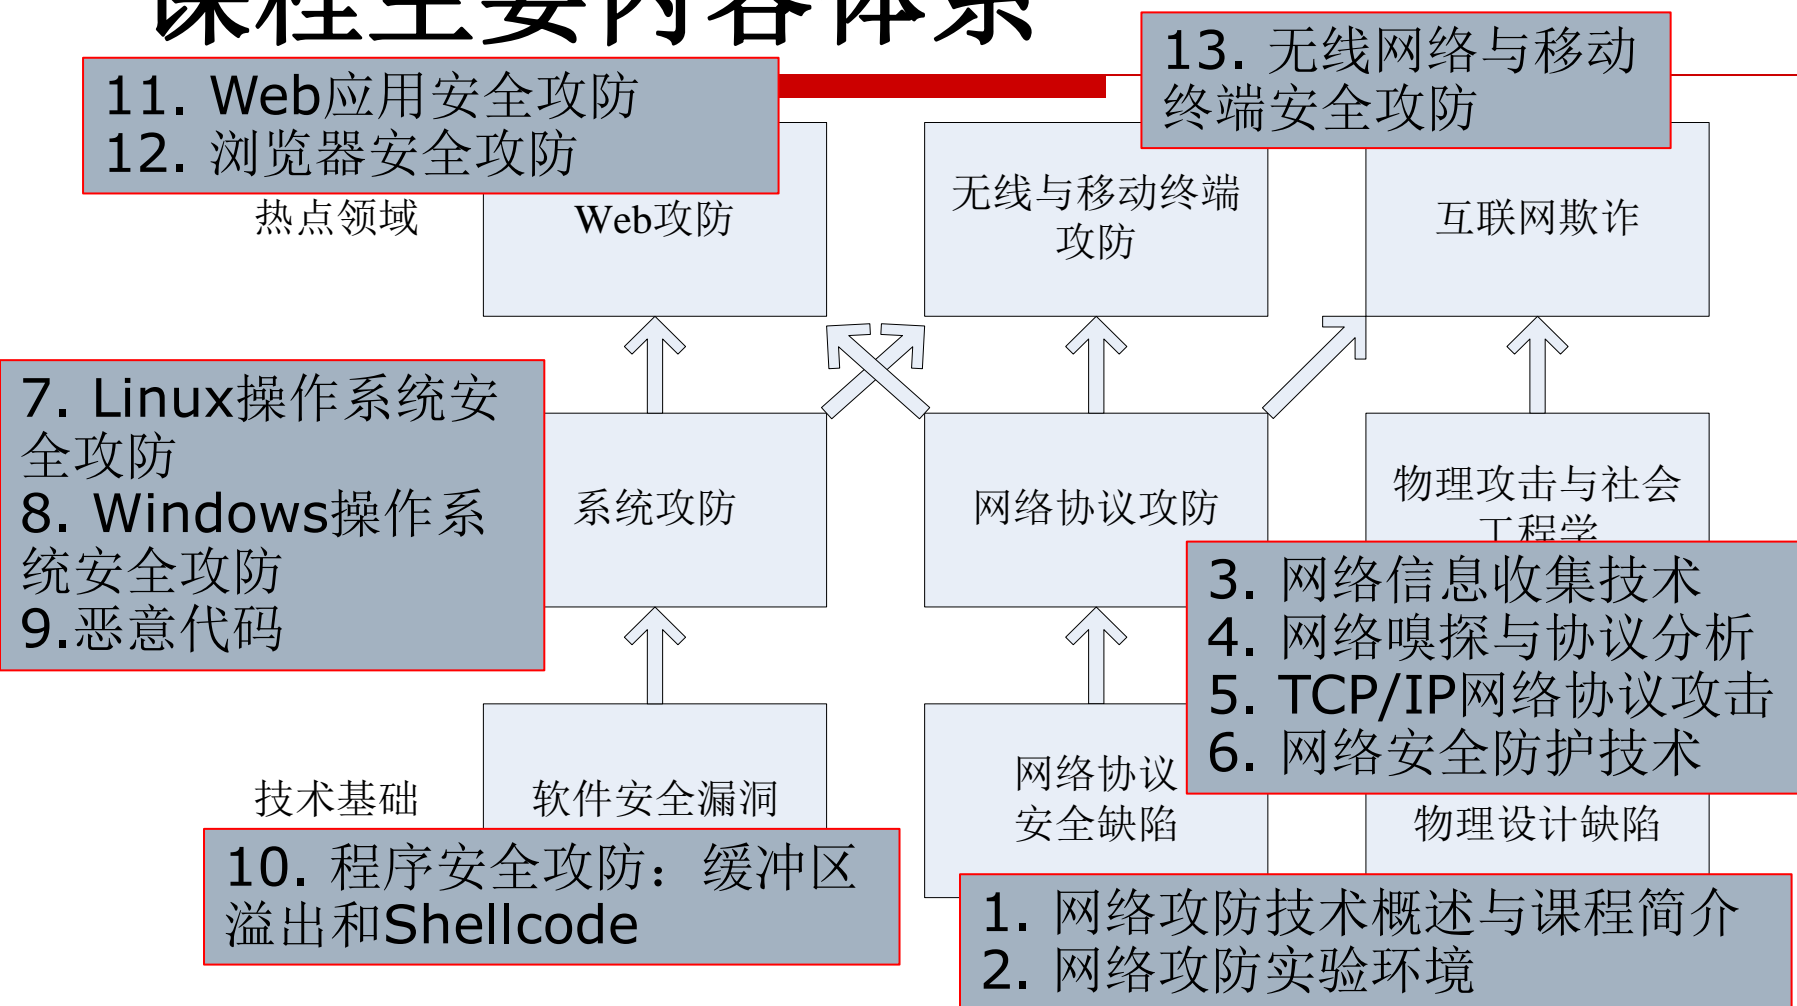 课程主要内容体系
11. Web应用安全攻防
12. 浏览器安全攻防
13. 无线网络与移动
终端安全攻防
热点领域
Web攻防
无线与移动终端
攻防
互联网欺诈
7. Linux操作系统安
全攻防
8. Windows操作系
统安全攻防
9.恶意代码
系统攻防
网络协议攻防
物理攻击与社会
工程学
3. 网络信息收集技术
4. 网络嗅探与协议分析
5. TCP/IP网络协议攻击
6. 网络安全防护技术
技术基础
软件安全漏洞
网络协议
安全缺陷
物理设计缺陷
10. 程序安全攻防：缓冲区
溢出和Shellcode
1. 网络攻防技术概述与课程简介
2. 网络攻防实验环境